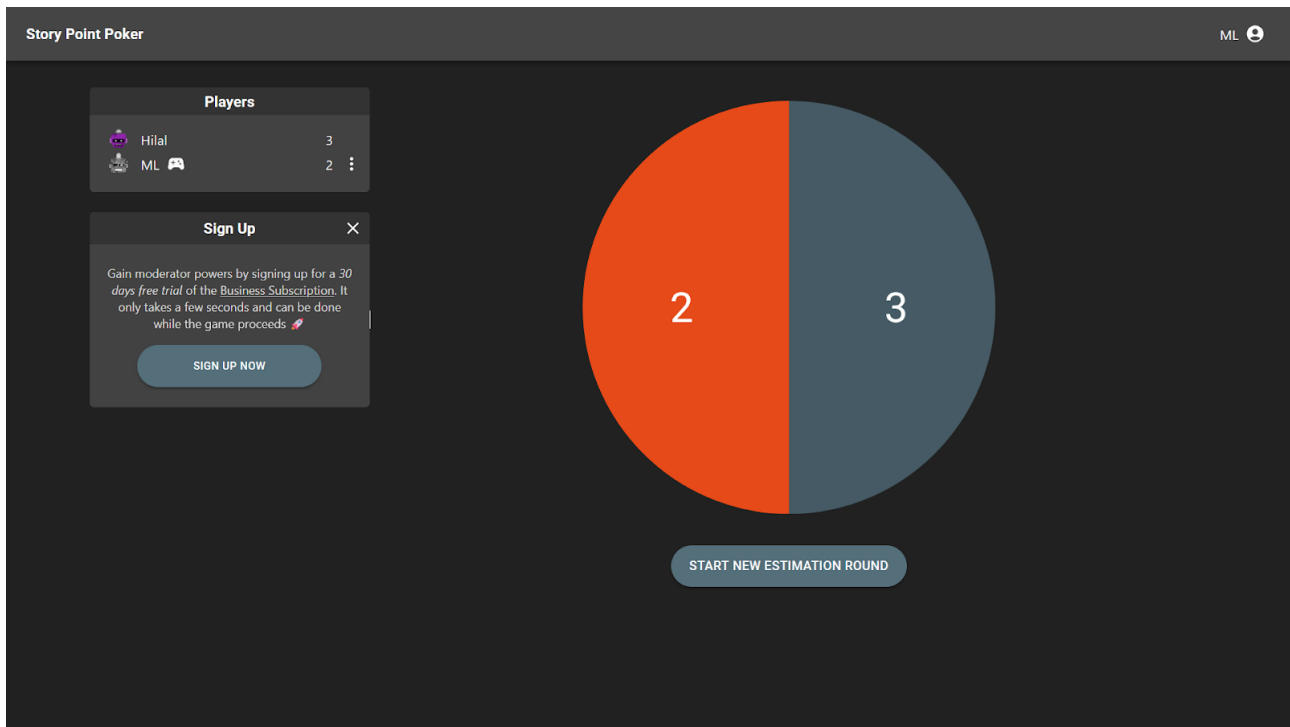 Story Point Poker
ML
Players
Hilal 3
ML 2
Sign Up
Gain moderator powers by signing up for a 30
days free trial of the Business Subscription. It
only takes a few seconds and can be done
while the game proceeds 🚀
SIGN UP NOW
2 3
START NEW ESTIMATION ROUND